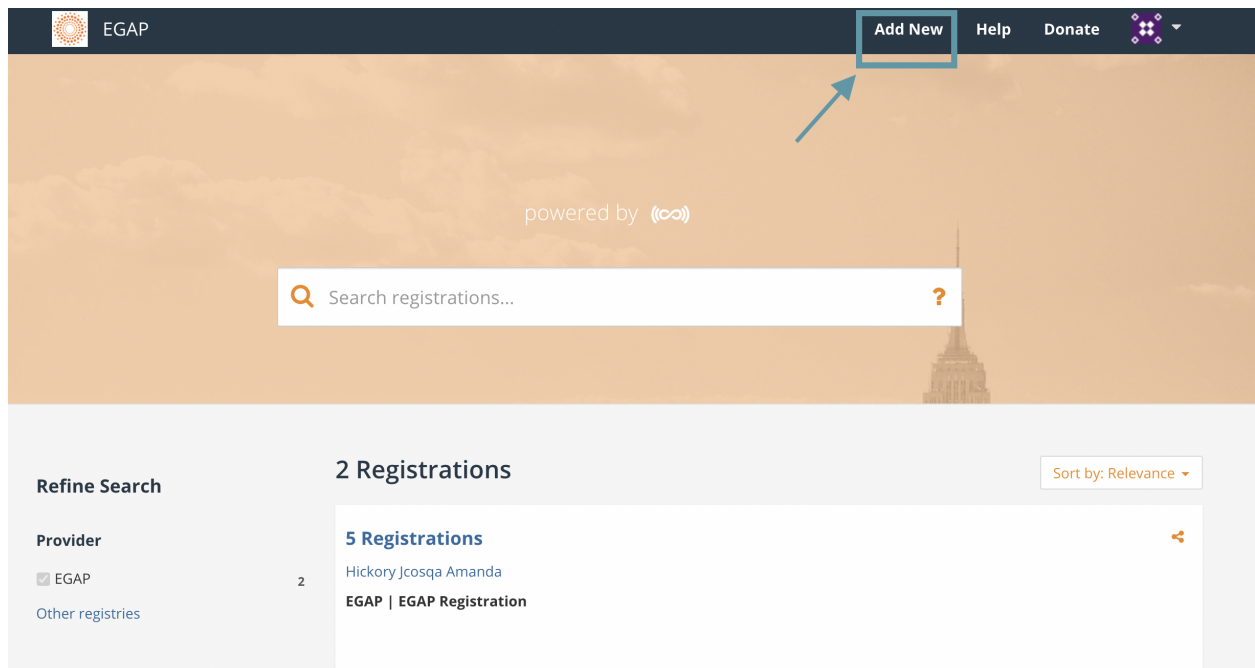 EGAP
Add New Help Donate
powered by
Search registrations... ?
2 Registrations
Sort by: Relevance
Refine Search
Provider
EGAP 2
Other registries
5 Registrations
Hickory Jcosqa Amanda
EGAP | EGAP Registration